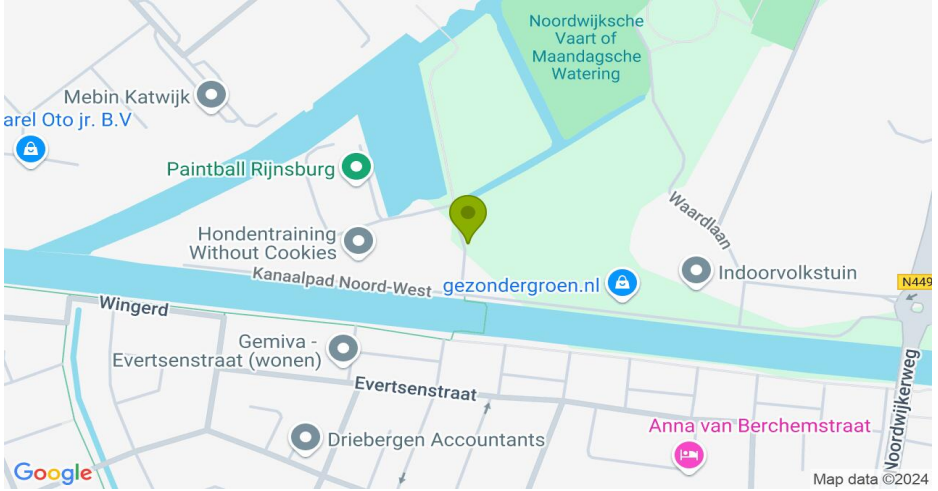 Noordwijksche
Vaart of
Maandagsche
Watering
Mebin Katwijk
arel Oto jr. B.V
Paintball Rijnsburg
Waardlaan
Hondentraining
Without Cookies
Kanaalpad Noord-West
gezondergroen.nl
Indoorvolkstuin
N449
Wingerd
Gemiva -
Evertsenstraat (wonen)
Evertsenstraat
Noordwijkerweg
Driebergen Accountants
Anna van Berchemstraat
Google
Map data ©2024